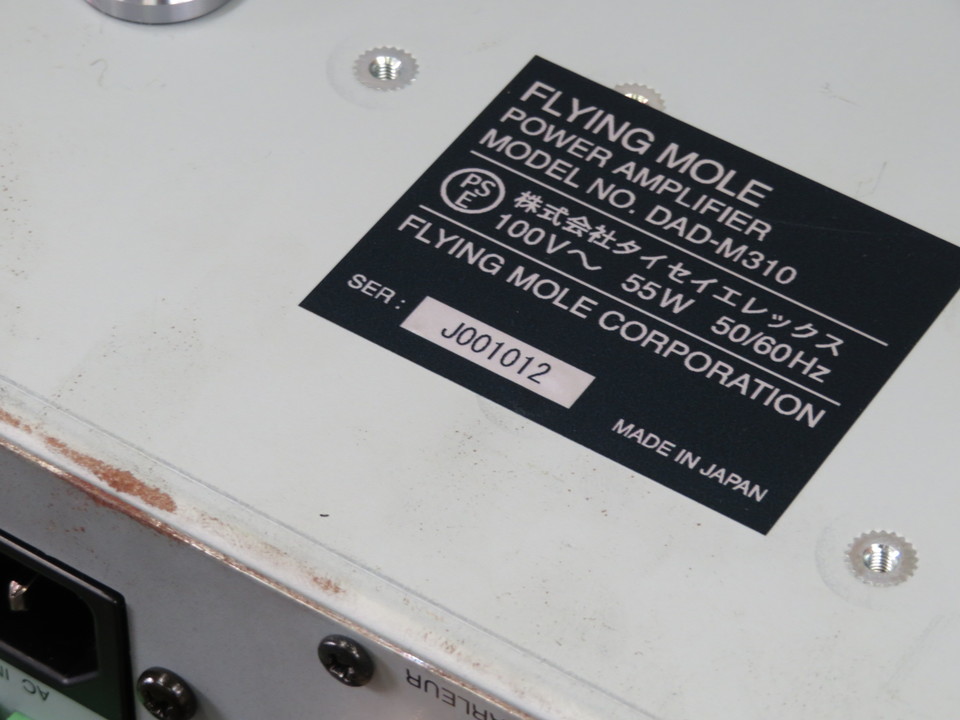 FLYING MOLE
POWER AMPLIFIER
MODEL NO. DAD-M310
PS
E
株式会社タイセイエレックス
100V～ 55W 50/60Hz
FLYING MOLE CORPORATION
SER :
J001012
MADE IN JAPAN
AC